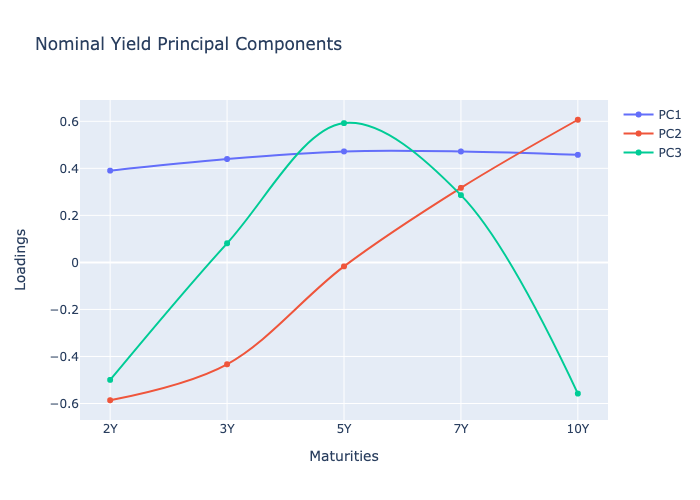 Nominal Yield Principal Components
PC1
PC2
PC3
0.6
0.4
0.2
0
−0.2
−0.4
−0.6
Loadings
2Y
3Y
5Y
7Y
10Y
Maturities